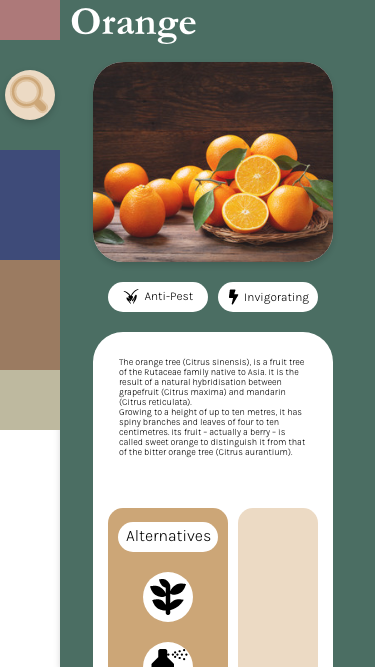 Orange
Anti-Pest
Invigorating
The orange tree (Citrus sinensis), is a fruit tree
of the Rutaceae family native to Asia. It is the
result of a natural hybridisation between
grapefruit (Citrus maxima) and mandarin
(Citrus reticulata).
Growing to a height of up to ten metres, it has
spiny branches and leaves of four to ten
centimetres. Its fruit - actually a berry - is
called sweet orange to distinguish it from that
of the bitter orange tree (Citrus aurantium).
Alternatives